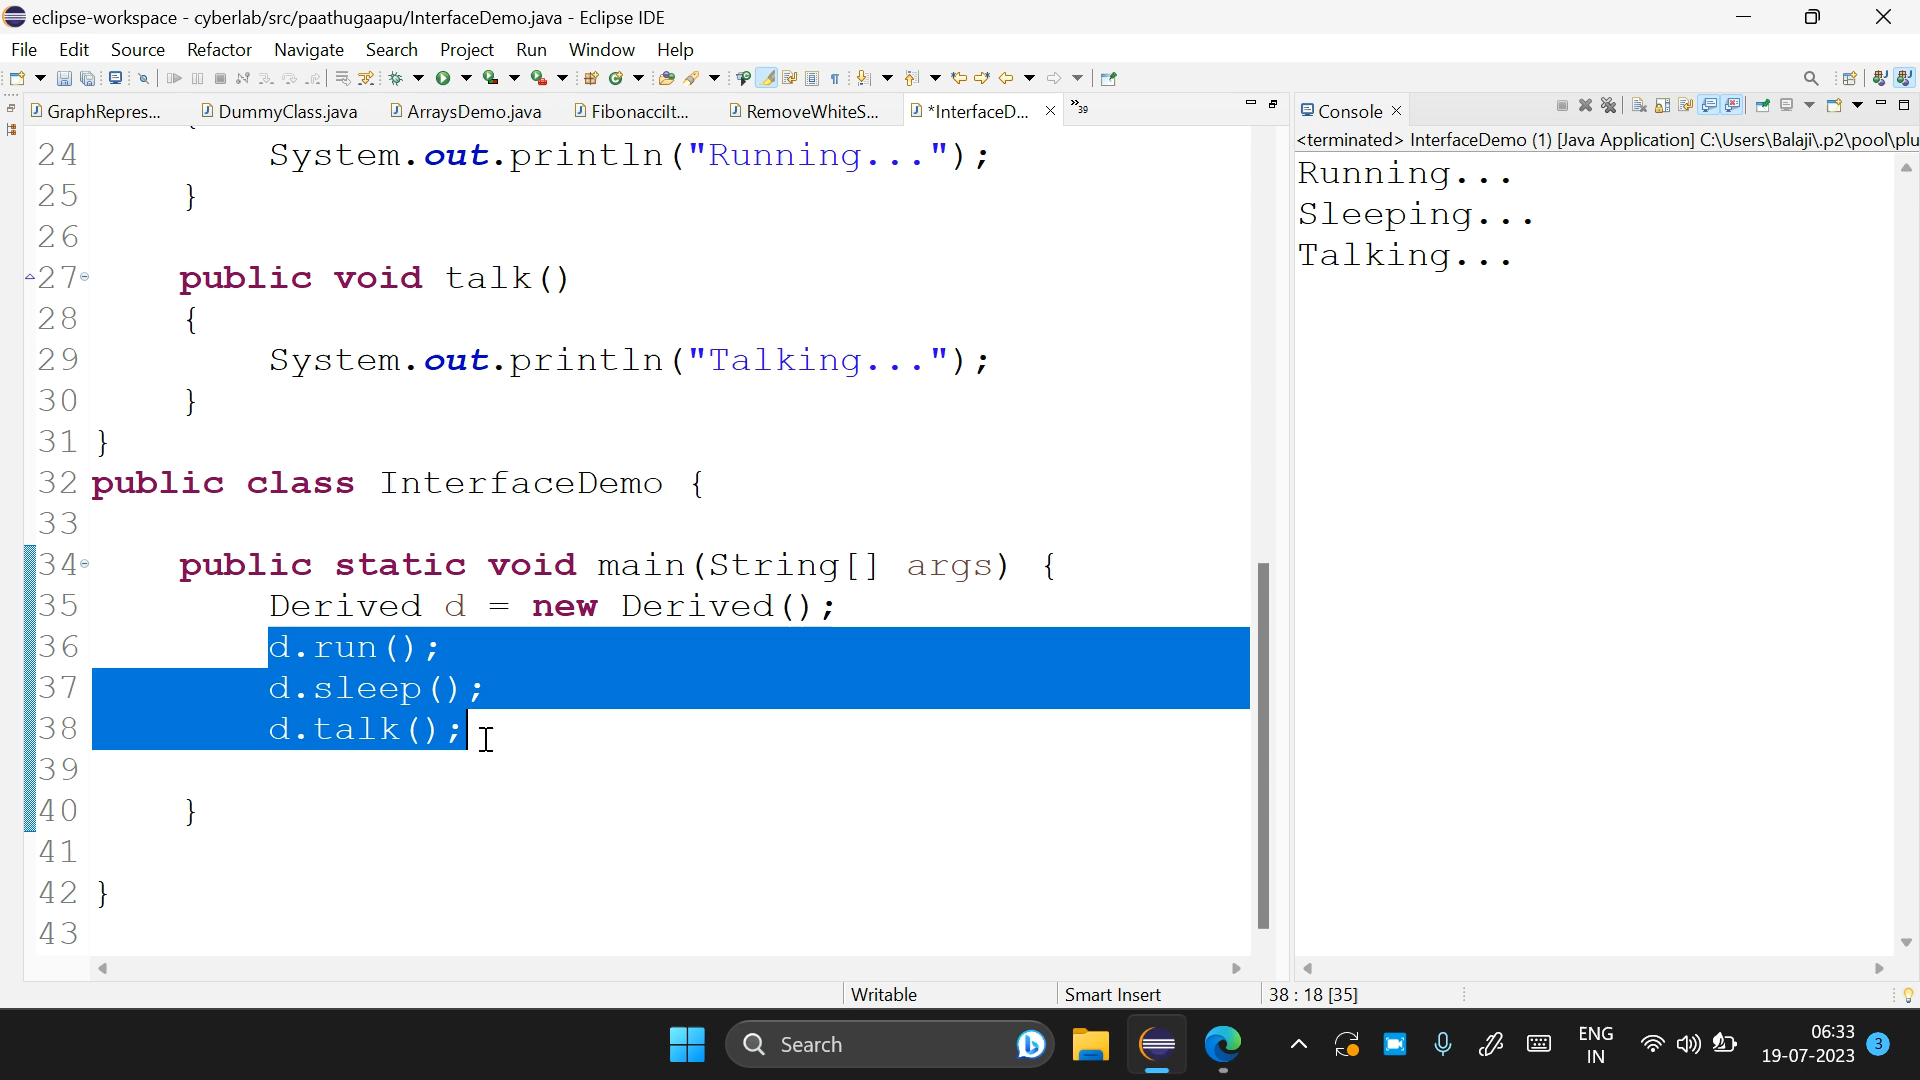 eclipse-workspace - cyberlab/src/paathugaapu/InterfaceDemo.java - Eclipse IDE
File Edit Source Refactor Navigate Search Project Run Window Help
GraphRepres... DummyClass.java ArraysDemo.java FibonacciIt... RemoveWhiteS... *InterfaceD... »39
24 System.out.println("Running...");
25 }
26
27 public void talk()
28 {
29 System.out.println("Talking...");
30 }
31 }
32 public class InterfaceDemo {
33
34 public static void main(String[] args) {
35 Derived d = new Derived();
36 d.run();
37 d.sleep();
38 d.talk();
39
40 }
41
42 }
43
Console
<terminated> InterfaceDemo (1) [Java Application] C:\Users\Balaji\.p2\pool\plu
Running...
Sleeping...
Talking...
Writable Smart Insert 38 : 18 [35]
Search
ENG
IN
06:33
19-07-2023
3